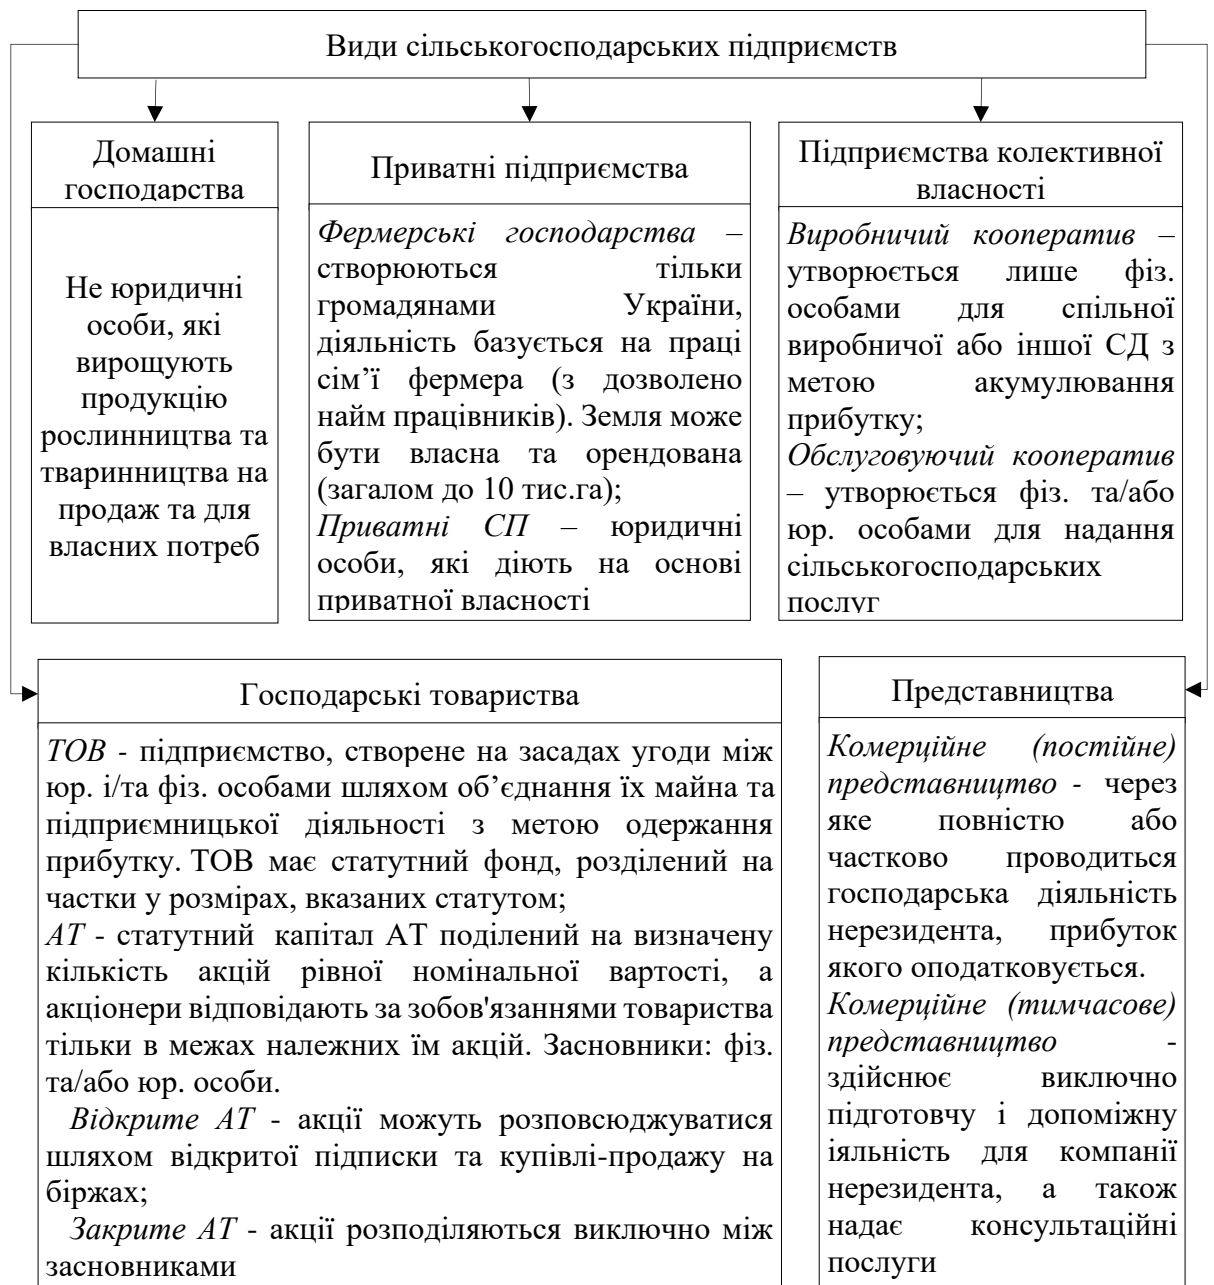 Види сільськогосподарських підприємств
Домашні
господарства
Не юридичні
особи, які
вирощують
продукцію
рослинництва та
тваринництва на
продаж та для
власних потреб
Приватні підприємства
Фермерські господарства –
створюються тільки
громадянами України,
діяльність базується на праці
сім’ї фермера (з дозволено
найм працівників). Земля може
бути власна та орендована
(загалом до 10 тис.га);
Приватні СП – юридичні
особи, які діють на основі
приватної власності
Підприємства колективної
власності
Виробничий кооператив –
утворюється лише фіз.
особами для спільної
виробничої або іншої СД з
метою акумулювання
прибутку;
Обслуговуючий кооператив
– утворюється фіз. та/або
юр. особами для надання
сільськогосподарських
послуг
Господарські товариства
ТОВ - підприємство, створене на засадах угоди між
юр. і/та фіз. особами шляхом об’єднання їх майна та
підприємницької діяльності з метою одержання
прибутку. ТОВ має статутний фонд, розділений на
частки у розмірах, вказаних статутом;
АТ - статутний капітал АТ поділений на визначену
кількість акцій рівної номінальної вартості, а
акціонери відповідають за зобов'язаннями товариства
тільки в межах належних їм акцій. Засновники: фіз.
та/або юр. особи.
Відкрите АТ - акції можуть розповсюджуватися
шляхом відкритої підписки та купівлі-продажу на
біржах;
Закрите АТ - акції розподіляються виключно між
засновниками
Представництва
Комерційне (постійне)
представництво - через
яке повністю або
частково проводиться
господарська діяльність
нерезидента, прибуток
якого оподатковується.
Комерційне (тимчасове)
представництво -
здійснює виключно
підготовчу і допоміжну
іяльність для компанії
нерезидента, а також
надає консультаційні
послуги